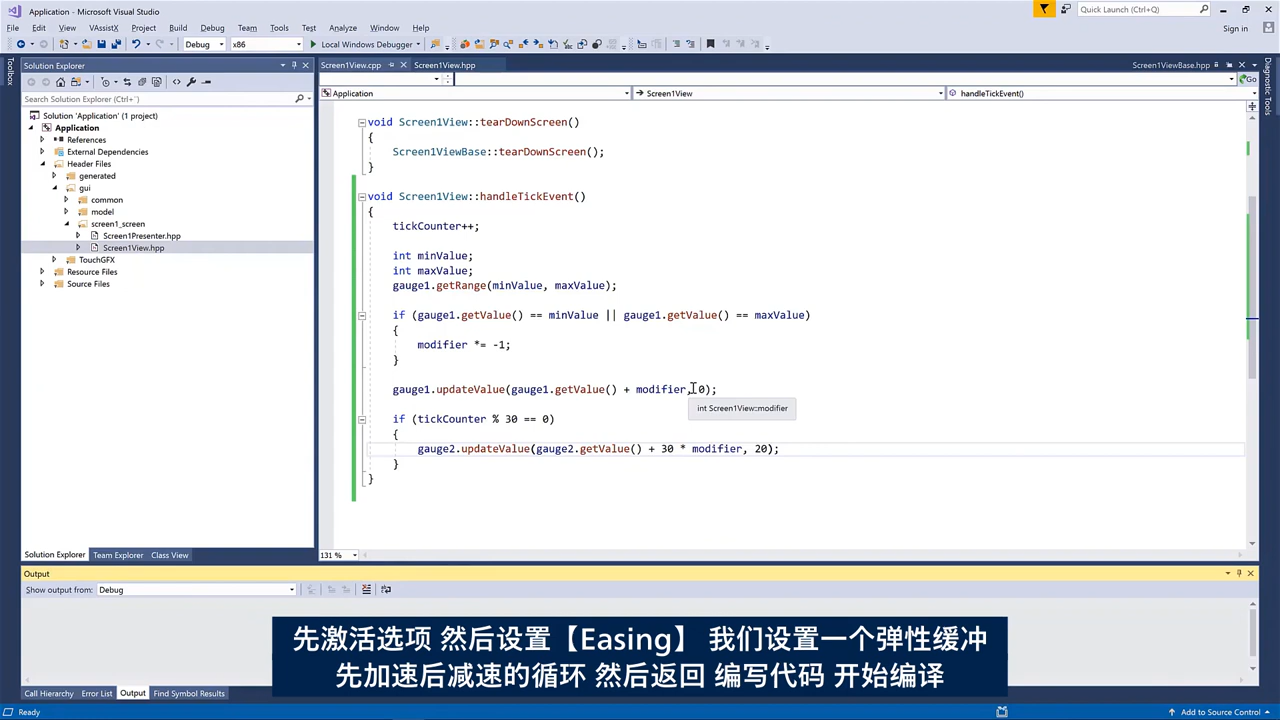 Application - Microsoft Visual Studio
Quick Launch (Ctrl+Q)
File Edit View VAssistX Project Build Debug Team Tools Test Analyze Window Help
Sign in
Debug x86 Local Windows Debugger
Toolbox
Solution Explorer
Search Solution Explorer (Ctrl+ˆ)
Solution 'Application' (1 project)
Application
References
External Dependencies
Header Files
generated
gui
common
model
screen1_screen
Screen1Presenter.hpp
Screen1View.hpp
TouchGFX
Resource Files
Source Files
Solution Explorer Team Explorer Class View
Screen1View.cpp Screen1View.hpp Screen1ViewBase.hpp
Go
Diagnostic Tools
Application Screen1View handleTickEvent()
void Screen1View::tearDownScreen()
{
Screen1ViewBase::tearDownScreen();
}
void Screen1View::handleTickEvent()
{
tickCounter++;
int minValue;
int maxValue;
gauge1.getRange(minValue, maxValue);
if (gauge1.getValue() == minValue || gauge1.getValue() == maxValue)
{
modifier *= -1;
}
gauge1.updateValue(gauge1.getValue() + modifier, 0);
int Screen1View::modifier
if (tickCounter % 30 == 0)
{
gauge2.updateValue(gauge2.getValue() + 30 * modifier, 20);
}
}
131 %
Output
Show output from: Debug
先激活选项 然后设置【Easing】 我们设置一个弹性缓冲
先加速后减速的循环 然后返回 编写代码 开始编译
Call Hierarchy Error List Output Find Symbol Results
Ready
Add to Source Control